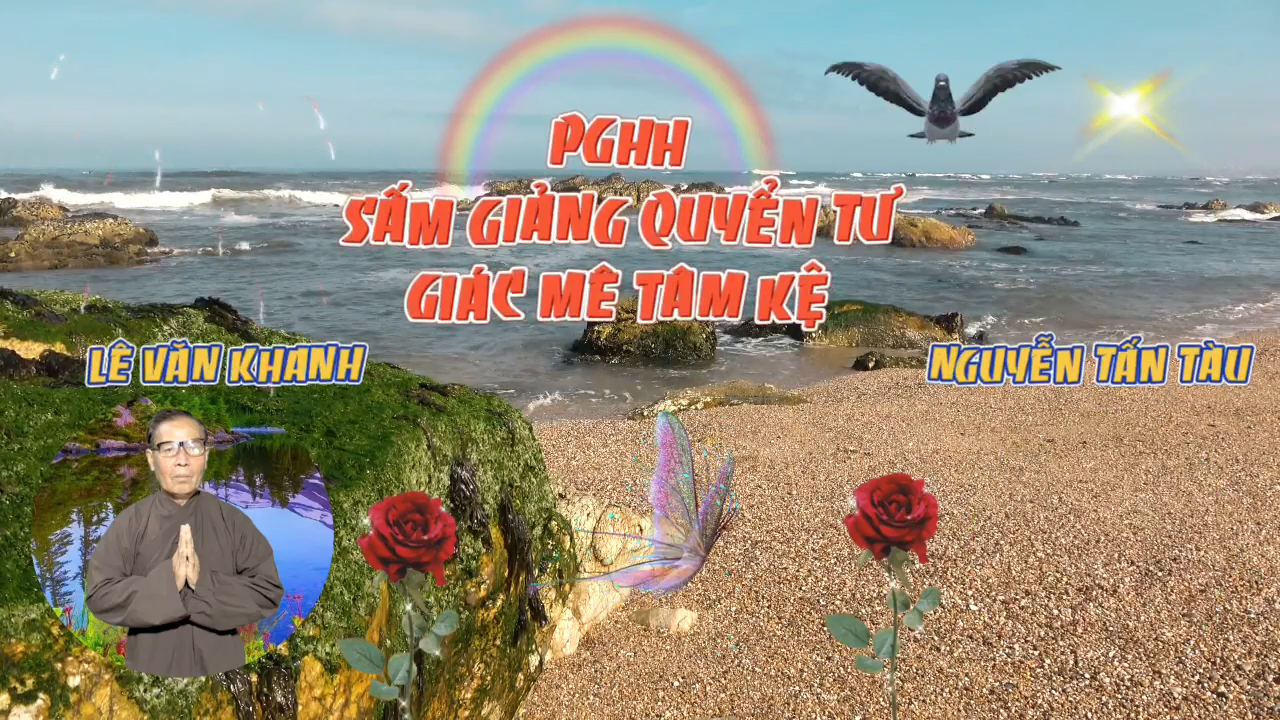 PGHH
SẤM GIẢNG QUYỂN TƯ
GIÁC MÊ TÂM KỆ
LÊ VĂN KHANH
NGUYỄN TẤN TÀU